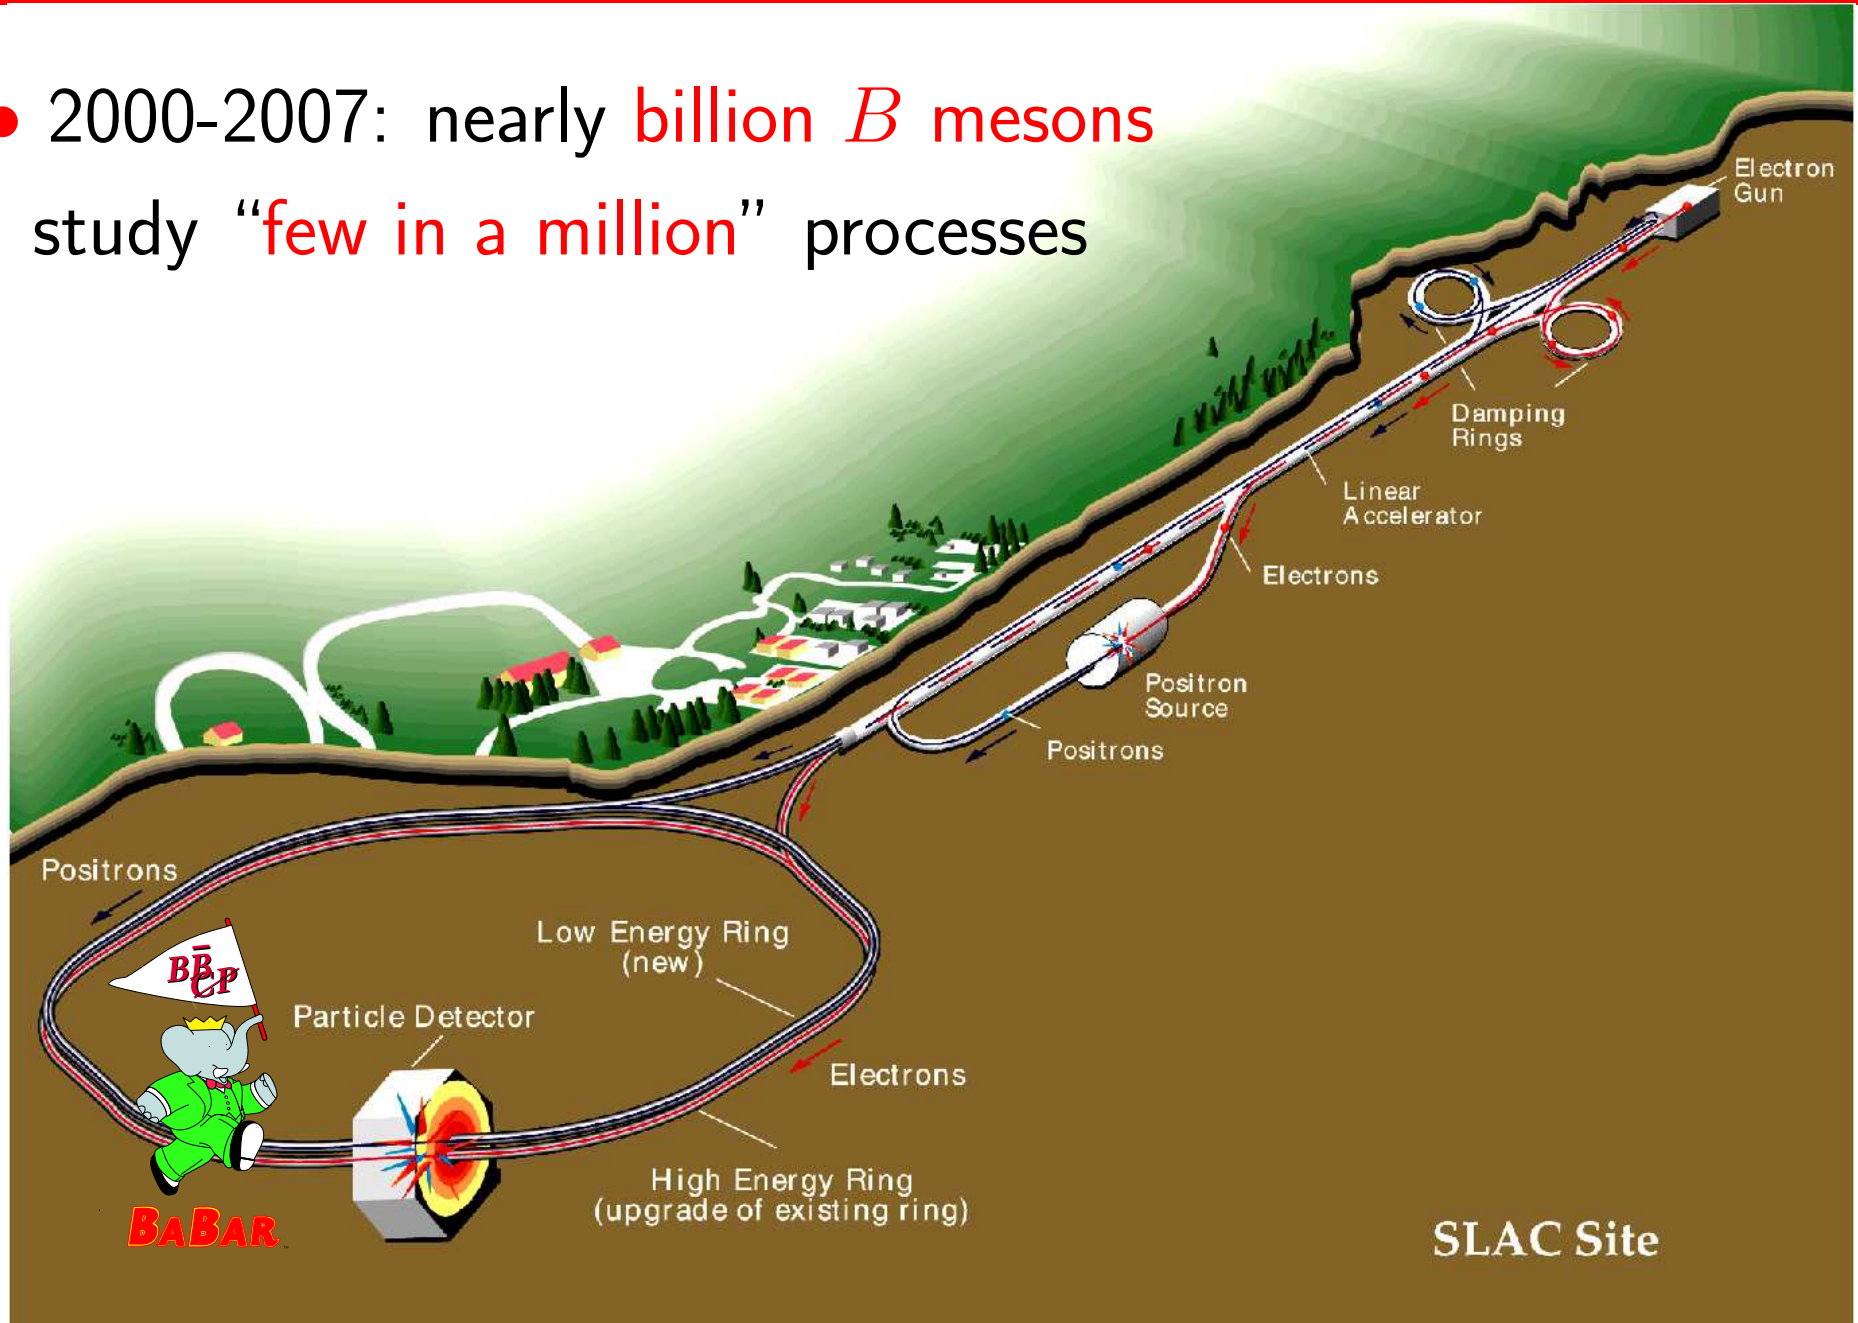 • 2000-2007: nearly billion B mesons
study “few in a million” processes
Electron
Gun
Damping
Rings
Linear
Accelerator
Electrons
Positron
Source
Positrons
Positrons
Low Energy Ring
(new)
BB̄CP
Particle Detector
Electrons
High Energy Ring
(upgrade of existing ring)
BABAR
SLAC Site